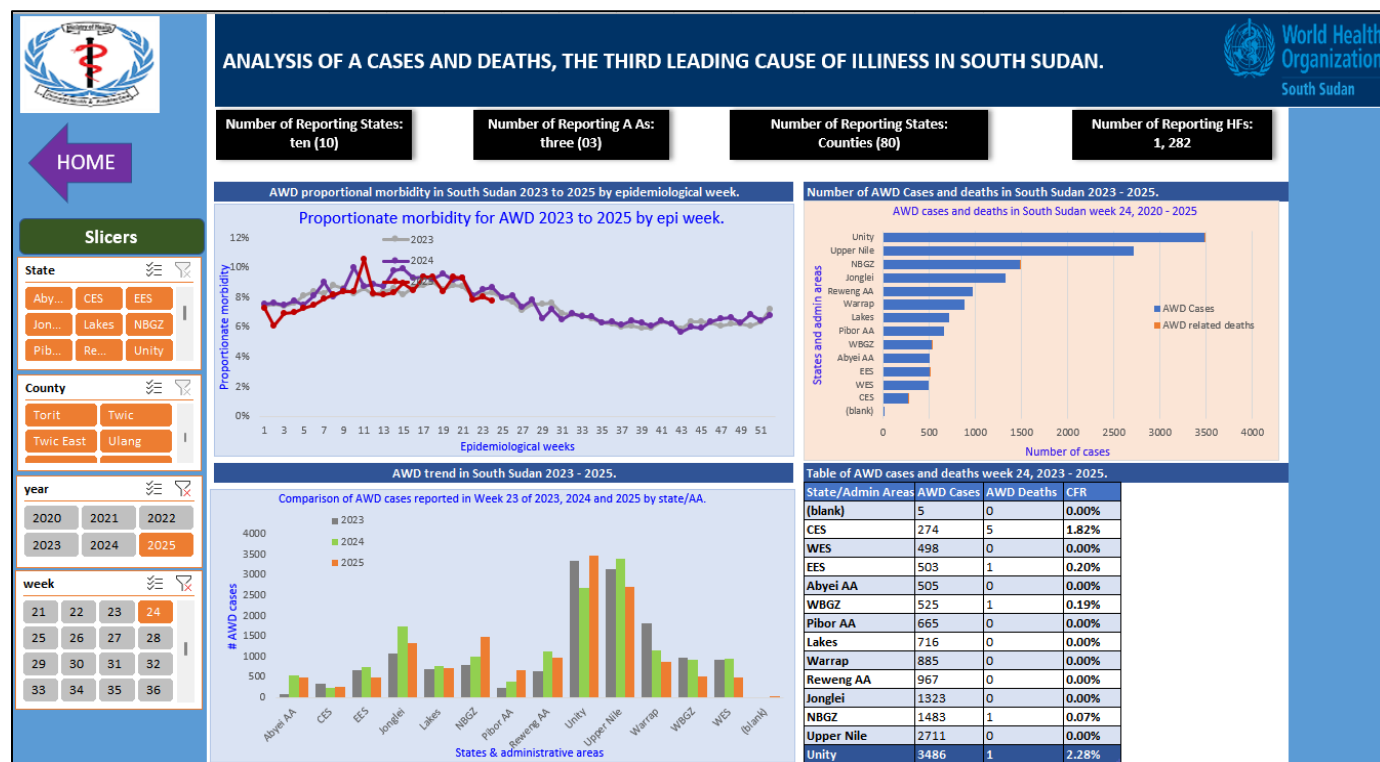 Ministry of Health
ANALYSIS OF A CASES AND DEATHS, THE THIRD LEADING CAUSE OF ILLINESS IN SOUTH SUDAN.
World Health
Organization
South Sudan
HOME
Number of Reporting States:
ten (10)
Number of Reporting A As:
three (03)
Number of Reporting States:
Counties (80)
Number of Reporting HFs:
1, 282
Slicers
State
Aby... CES EES
Jon... Lakes NBGZ
Pib... Re... Unity
County
Torit Twic
Twic East Ulang
year
2020 2021 2022
2023 2024 2025
week
21 22 23 24
25 26 27 28
29 30 31 32
33 34 35 36
AWD proportional morbidity in South Sudan 2023 to 2025 by epidemiological week.
Proportionate morbidity for AWD 2023 to 2025 by epi week.
2023
2024
2025
Proportionate morbidity
12%
10%
8%
6%
4%
2%
0%
1 3 5 7 9 11 13 15 17 19 21 23 25 27 29 31 33 35 37 39 41 43 45 47 49 51
Epidemiological weeks
Number of AWD Cases and deaths in South Sudan 2023 - 2025.
AWD cases and deaths in South Sudan week 24, 2020 - 2025
States and admin areas
Unity
Upper Nile
NBGZ
Jonglei
Reweng AA
Warrap
Lakes
Pibor AA
WBGZ
Abyei AA
EES
WES
CES
(blank)
AWD Cases
AWD related deaths
0 500 1000 1500 2000 2500 3000 3500 4000
Number of cases
AWD trend in South Sudan 2023 - 2025.
Comparison of AWD cases reported in Week 23 of 2023, 2024 and 2025 by state/AA.
2023
2024
2025
# AWD cases
4000
3500
3000
2500
2000
1500
1000
500
0
Abyei AA CES EES Jonglei Lakes NBGZ Pibor AA Reweng AA Unity Upper Nile Warrap WBGZ WES (blank)
States & administrative areas
Table of AWD cases and deaths week 24, 2023 - 2025.
State/Admin Areas AWD Cases AWD Deaths CFR
(blank) 5 0 0.00%
CES 274 5 1.82%
WES 498 0 0.00%
EES 503 1 0.20%
Abyei AA 505 0 0.00%
WBGZ 525 1 0.19%
Pibor AA 665 0 0.00%
Lakes 716 0 0.00%
Warrap 885 0 0.00%
Reweng AA 967 0 0.00%
Jonglei 1323 0 0.00%
NBGZ 1483 1 0.07%
Upper Nile 2711 0 0.00%
Unity 3486 1 2.28%